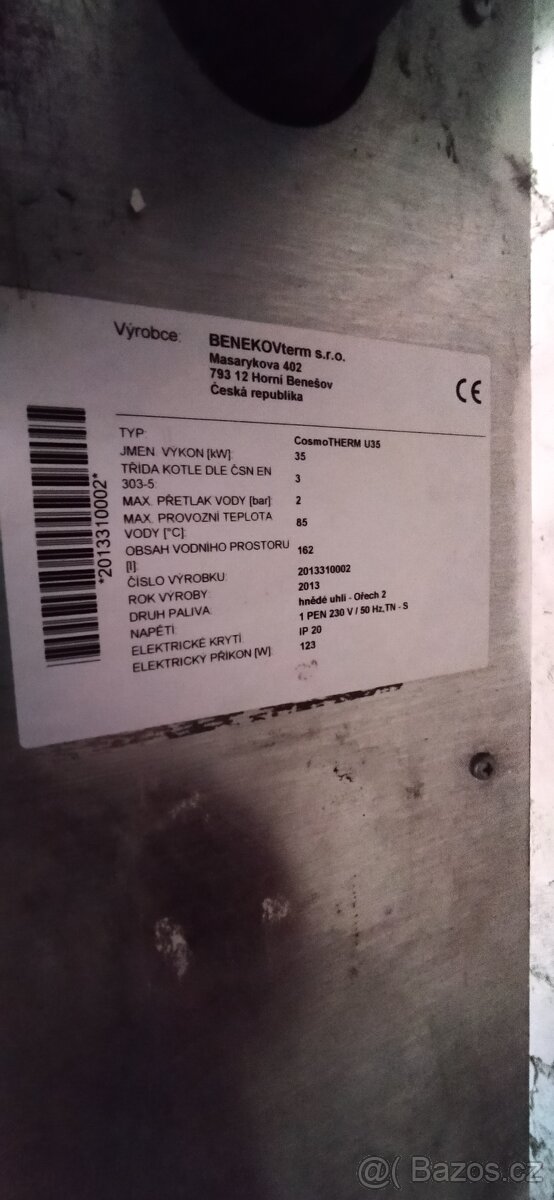 Výrobce:
BENEKOVterm s.r.o.
Masarykova 402
793 12 Horní Benešov
Česká republika
CE
*2013310002*
TYP: CosmoTHERM U35
JMEN. VÝKON [kW]: 35
TŘÍDA KOTLE DLE ČSN EN
303-5: 3
MAX. PŘETLAK VODY [bar]: 2
MAX. PROVOZNÍ TEPLOTA
VODY [°C]: 85
OBSAH VODNÍHO PROSTORU
[l]: 162
ČÍSLO VÝROBKU: 2013310002
ROK VÝROBY: 2013
DRUH PALIVA: hnědé uhlí - Ořech 2
NAPĚTÍ: 1 PEN 230 V / 50 Hz,TN - S
ELEKTRICKÉ KRYTÍ IP 20
ELEKTRICKÝ PŘÍKON [W]: 123
@( Bazos.cz